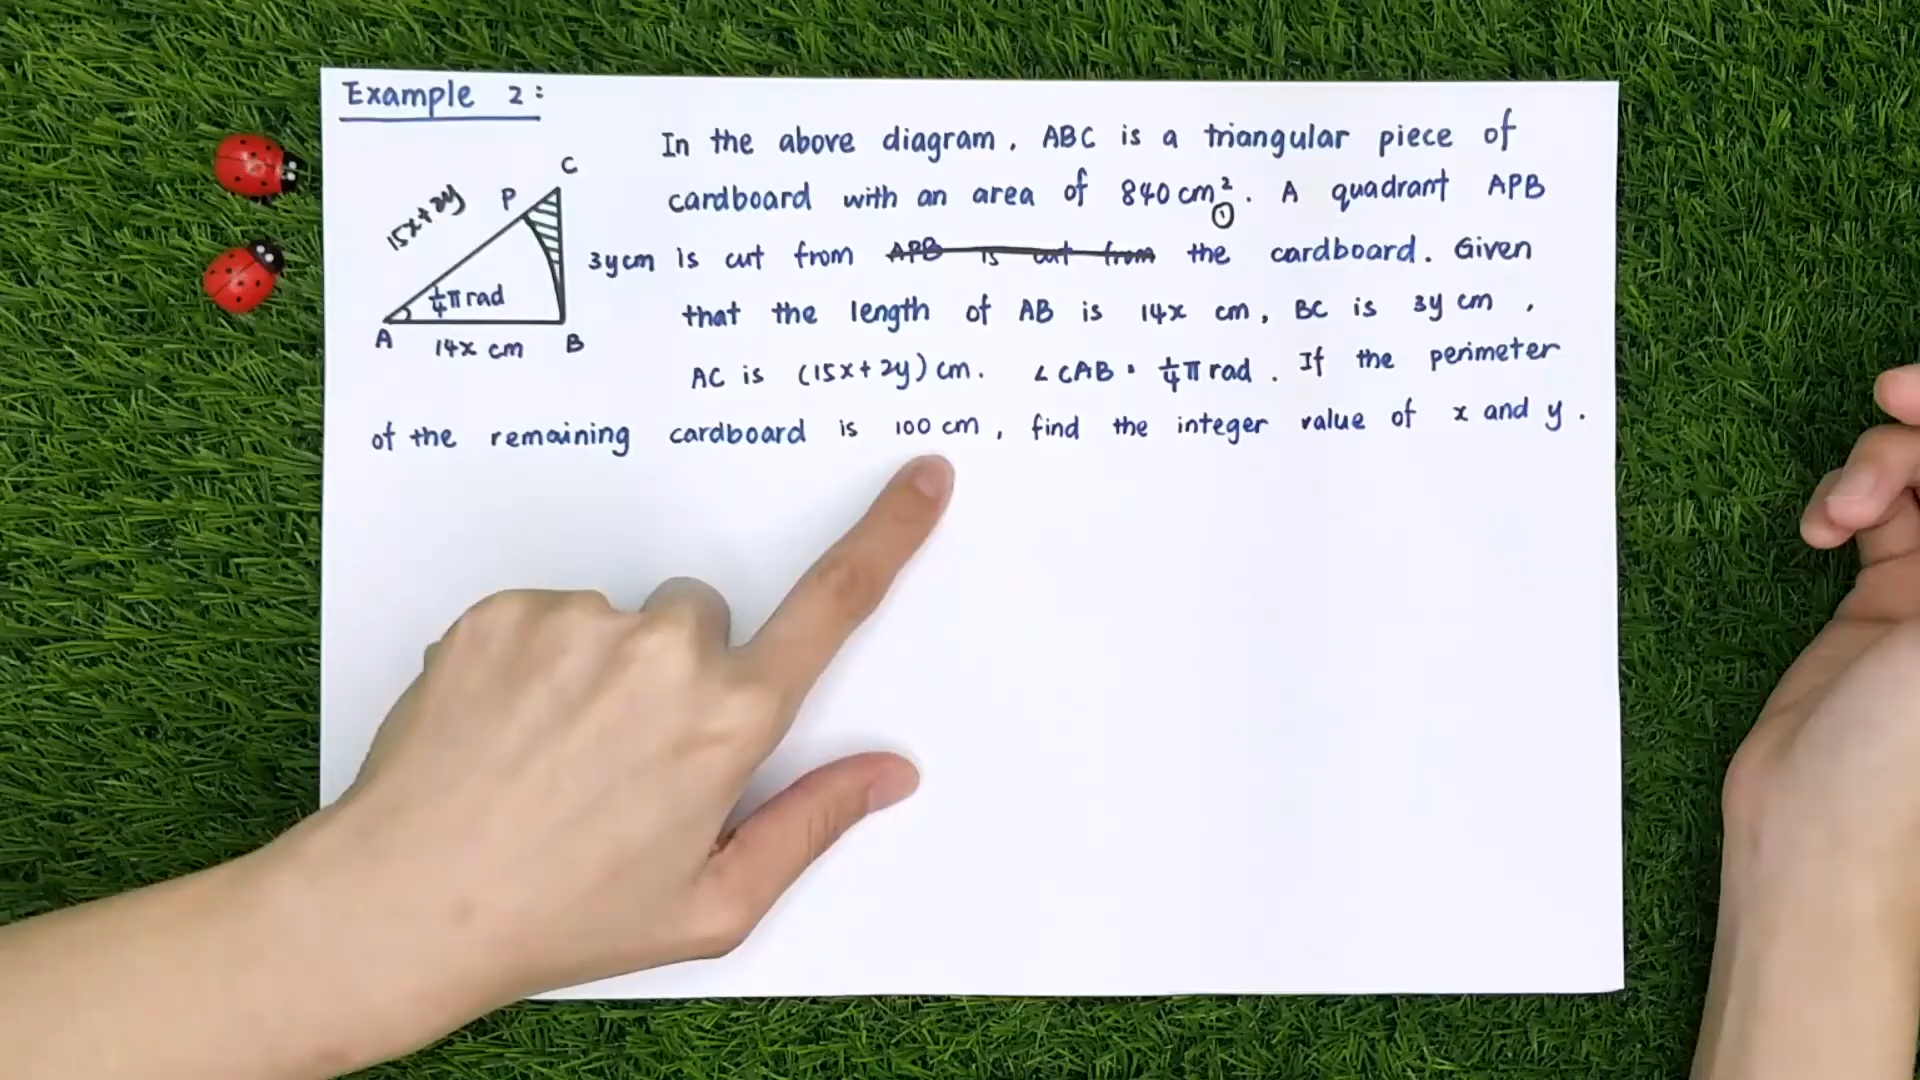 Example 2:
In the above diagram, ABC is a triangular piece of
cardboard with an area of 840 cm². A quadrant APB
①
is cut from APB is cut from the cardboard. Given
that the length of AB is 14x cm, BC is 3y cm,
AC is (15x+2y) cm. ∠CAB = ¼π rad. If the perimeter
of the remaining cardboard is 100 cm, find the integer value of x and y.
C
P
15x+2y
3y cm
¼π rad
A
B
14x cm